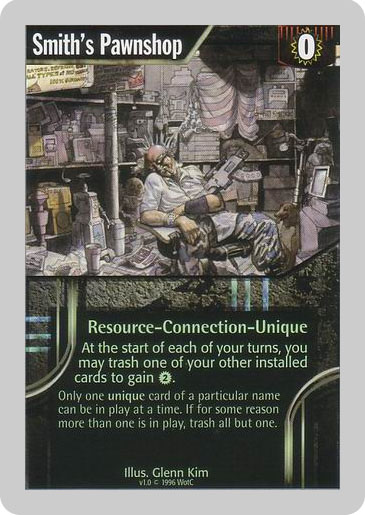 Smith's Pawnshop
0
Resource-Connection-Unique
At the start of each of your turns, you
may trash one of your other installed
cards to gain 2.
Only one unique card of a particular name
can be in play at a time. If for some reason
more than one is in play, trash all but one.
Illus. Glenn Kim
v1.0 © 1996 WotC